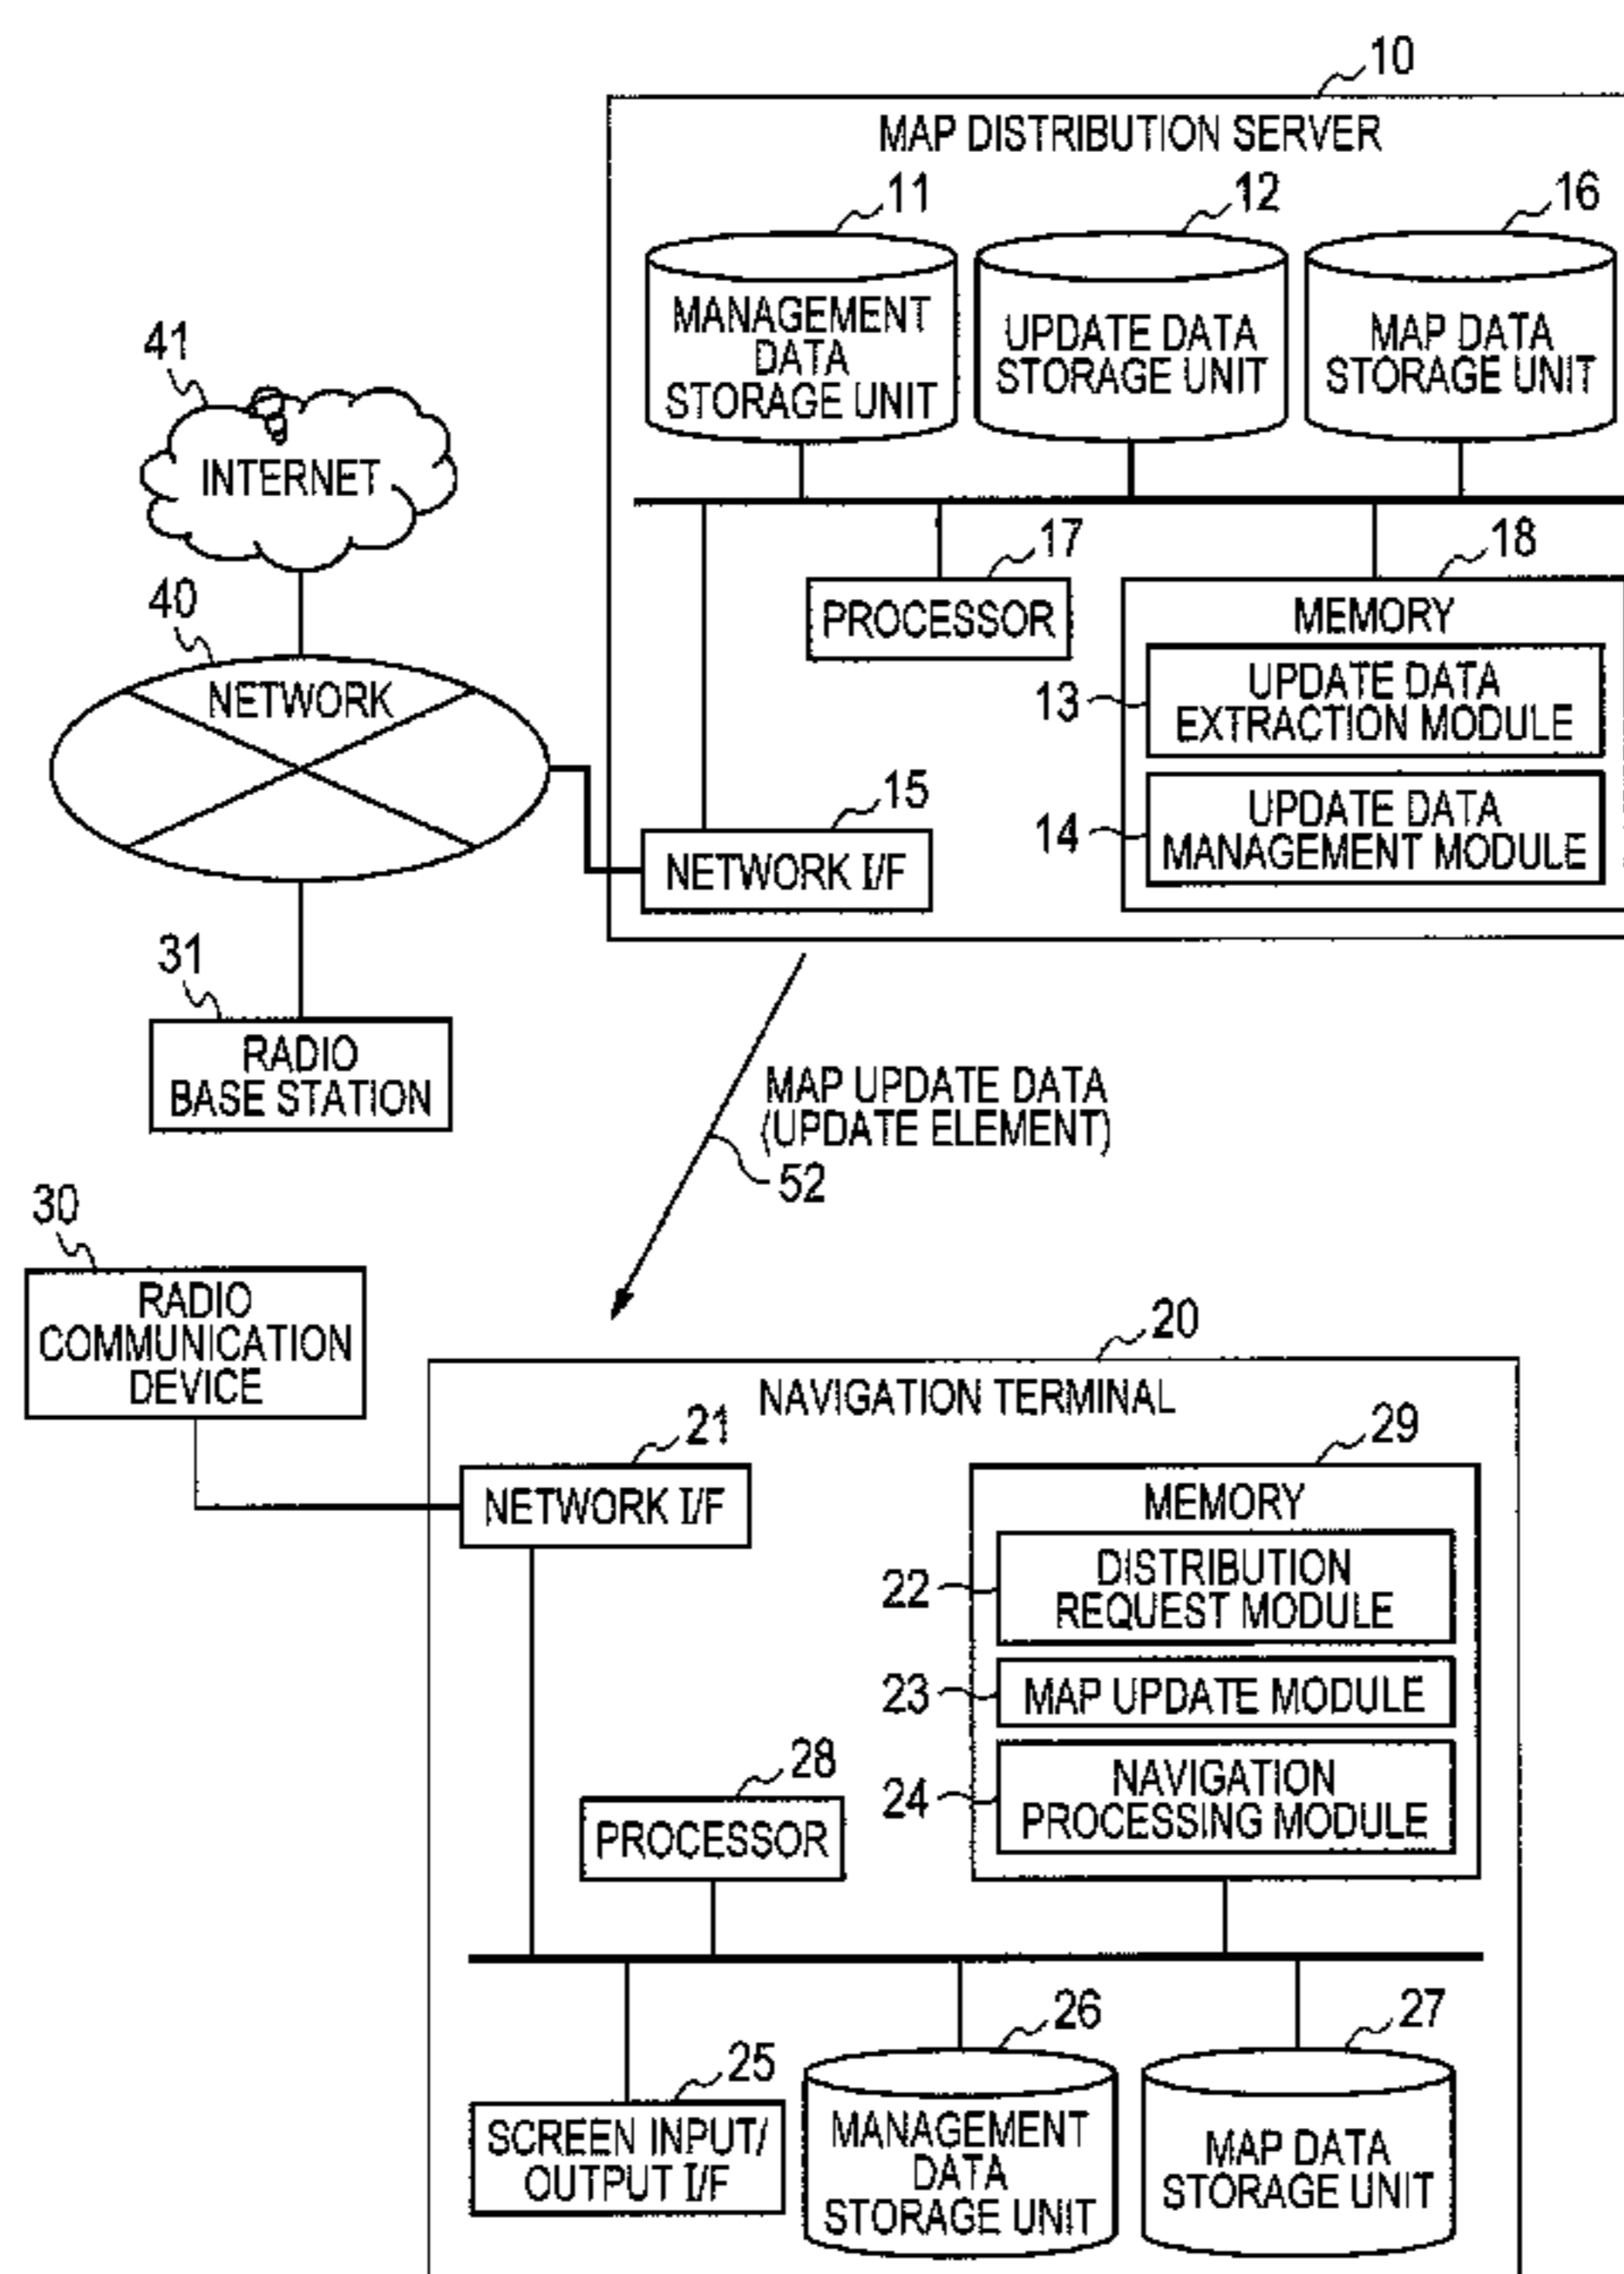 10
MAP DISTRIBUTION SERVER
11
12
16
MANAGEMENT
DATA
STORAGE UNIT
UPDATE DATA
STORAGE UNIT
MAP DATA
STORAGE UNIT
41
INTERNET
17
18
40
NETWORK
PROCESSOR
MEMORY
13
UPDATE DATA
EXTRACTION MODULE
15
14
UPDATE DATA
MANAGEMENT MODULE
NETWORK I/F
31
RADIO
BASE STATION
MAP UPDATE DATA
(UPDATE ELEMENT)
52
30
RADIO
COMMUNICATION
DEVICE
20
NAVIGATION TERMINAL
21
29
NETWORK I/F
MEMORY
22
DISTRIBUTION
REQUEST MODULE
23
MAP UPDATE MODULE
28
24
NAVIGATION
PROCESSING MODULE
PROCESSOR
26
27
25
SCREEN INPUT/
OUTPUT I/F
MANAGEMENT
DATA
STORAGE UNIT
MAP DATA
STORAGE UNIT